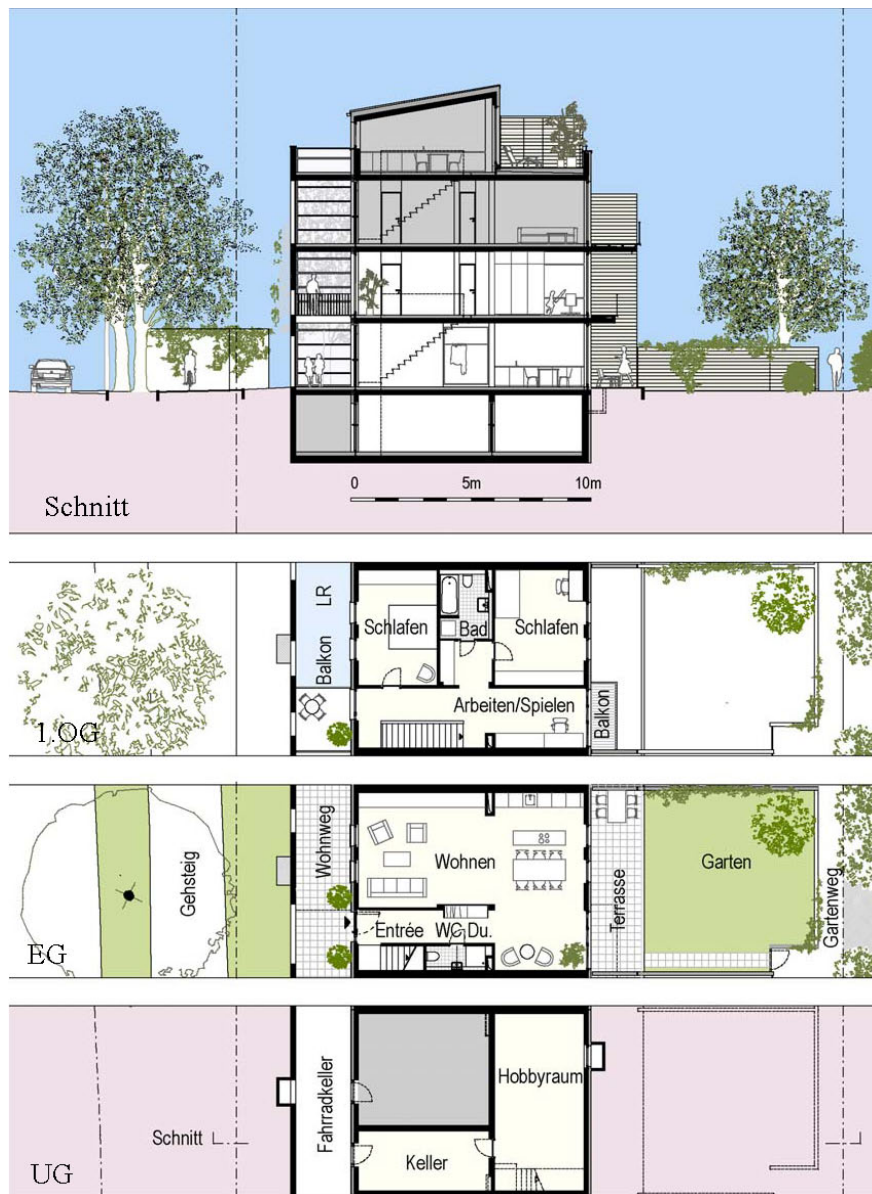 0 5m 10m
Schnitt
Balkon LR
Schlafen
Bad
Schlafen
Arbeiten/Spielen
Balkon
1.OG
Gehsteig
Wohnweg
Wohnen
Entrée
WC Du.
Terrasse
Garten
Gartenweg
EG
Fahrradkeller
Hobbyraum
Schnitt
Keller
UG